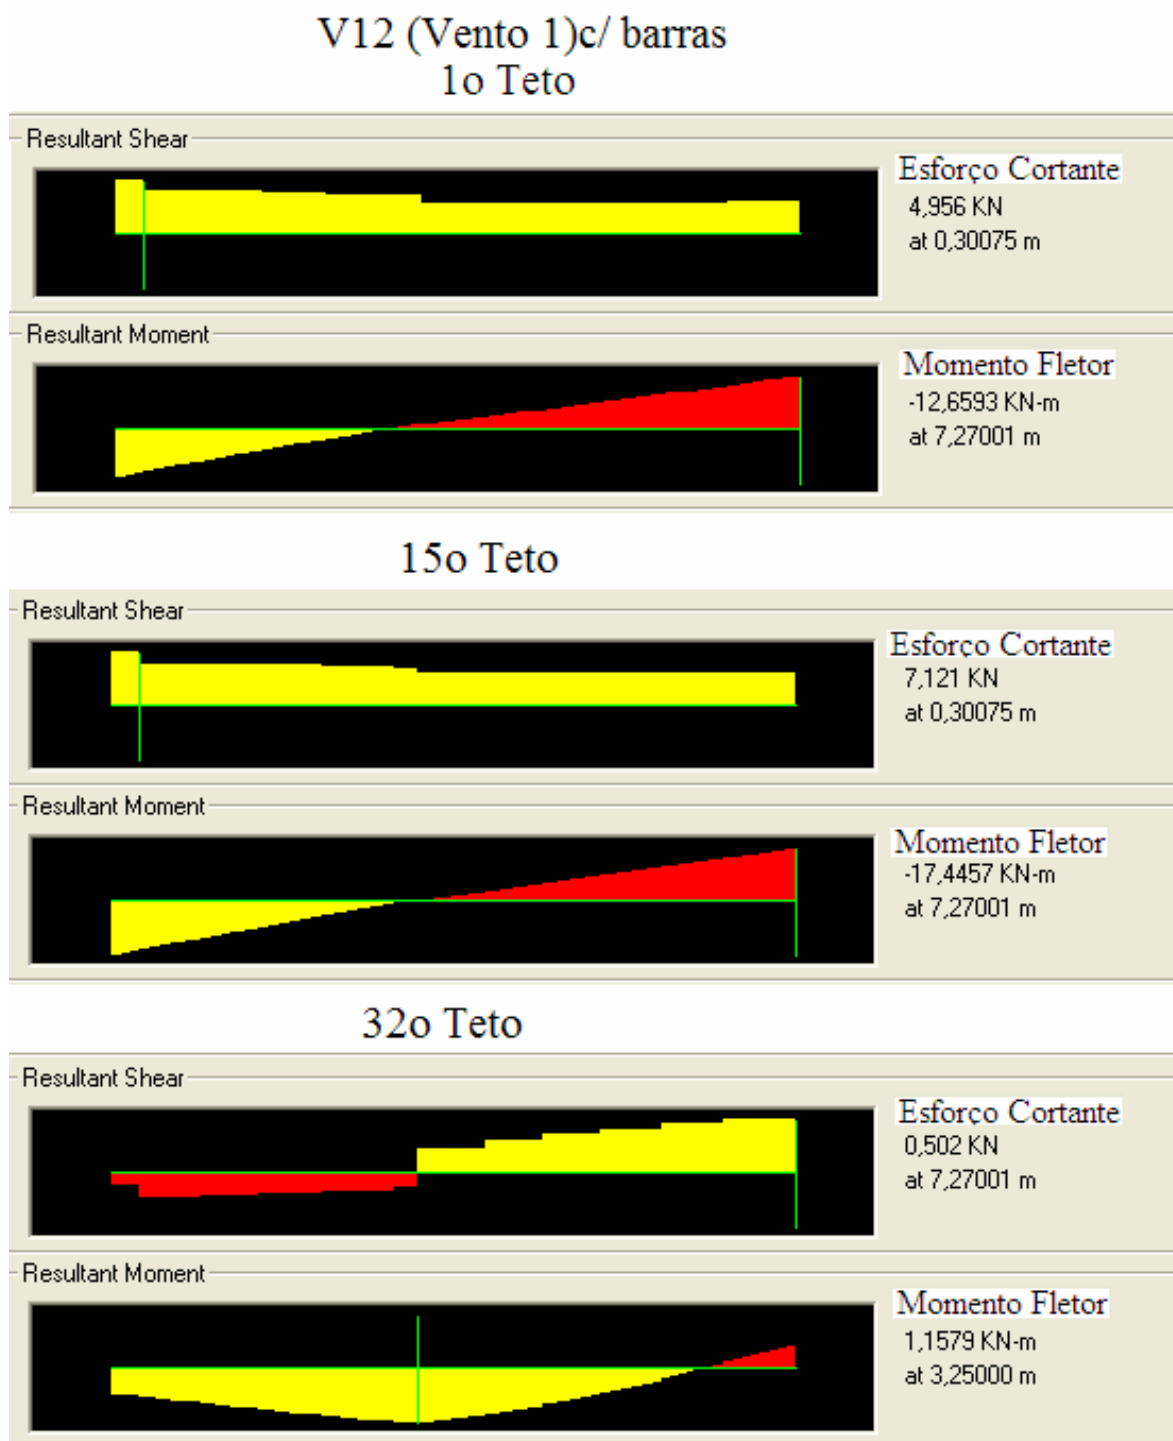 V12 (Vento 1)c/ barras
1o Teto
Resultant Shear
Esforço Cortante
4,956 KN
at 0,30075 m
Resultant Moment
Momento Fletor
-12,6593 KN-m
at 7,27001 m
15o Teto
Resultant Shear
Esforço Cortante
7,121 KN
at 0,30075 m
Resultant Moment
Momento Fletor
-17,4457 KN-m
at 7,27001 m
32o Teto
Resultant Shear
Esforço Cortante
0,502 KN
at 7,27001 m
Resultant Moment
Momento Fletor
1,1579 KN-m
at 3,25000 m